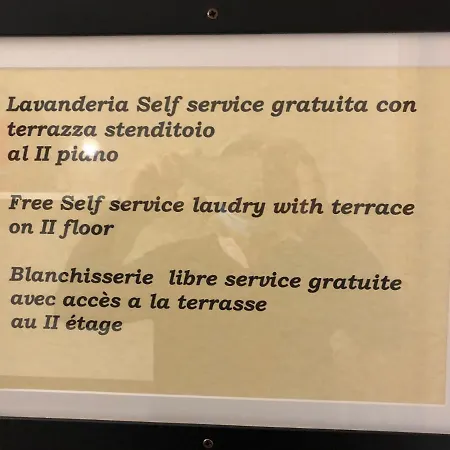 Lavanderia Self service gratuita con
terrazza stenditoio
al II piano
Free Self service laudry with terrace
on II floor
Blanchisserie libre service gratuite
avec accès a la terrasse
au II étage